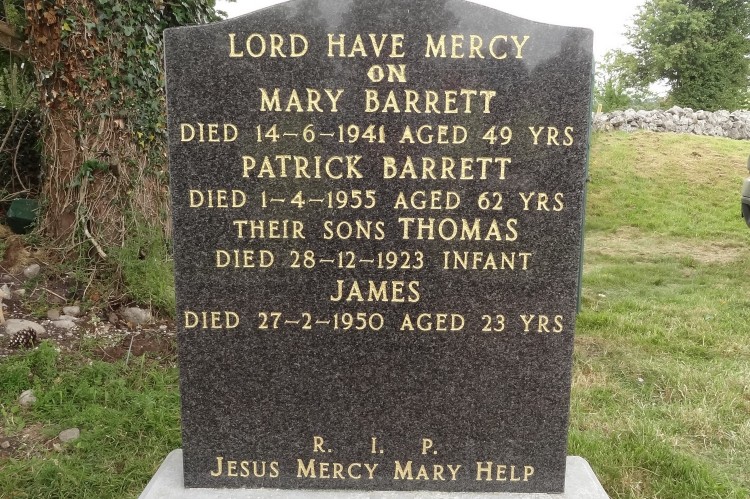 LORD HAVE MERCY
ON
MARY BARRETT
DIED 14-6-1941 AGED 49 YRS
PATRICK BARRETT
DIED 1-4-1955 AGED 62 YRS
THEIR SONS THOMAS
DIED 28-12-1923 INFANT
JAMES
DIED 27-2-1950 AGED 23 YRS
R. I. P.
JESUS MERCY MARY HELP